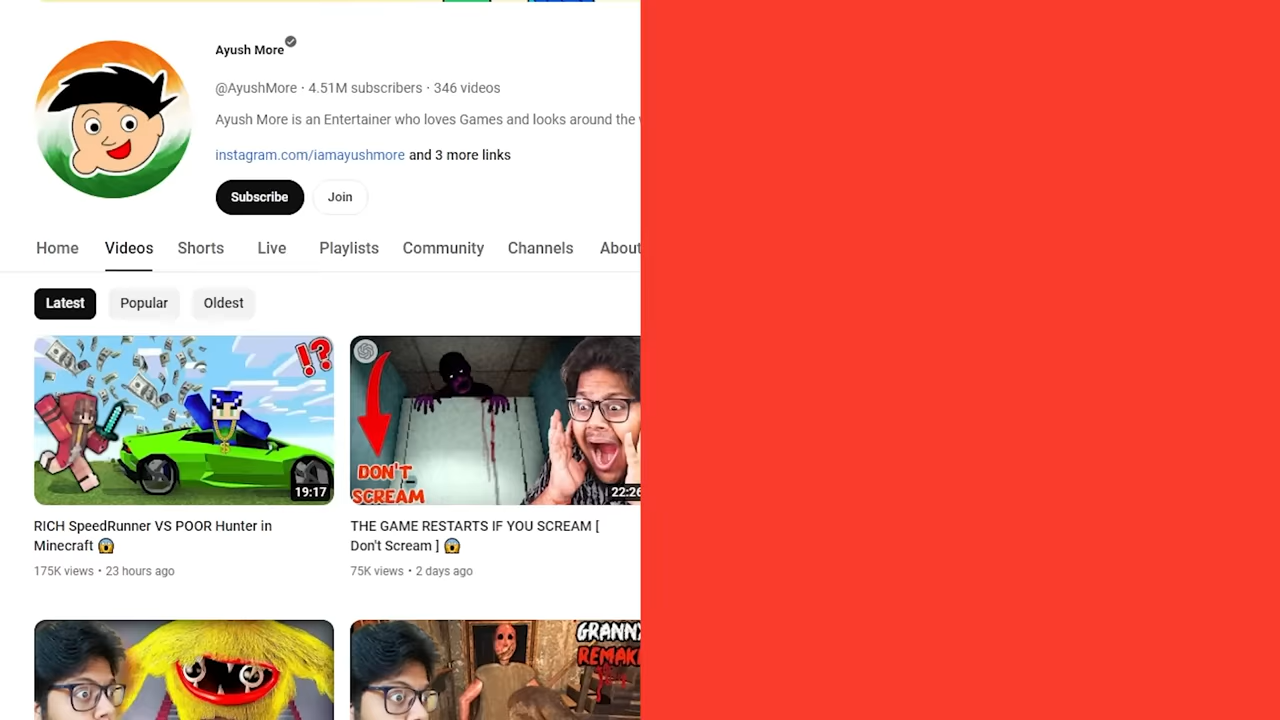 Ayush More
@AyushMore · 4.51M subscribers · 346 videos
Ayush More is an Entertainer who loves Games and looks around the
instagram.com/iamayushmore and 3 more links
Subscribe Join
Home Videos Shorts Live Playlists Community Channels About
Latest Popular Oldest
!?
19:17
DON'T
SCREAM
22:26
RICH SpeedRunner VS POOR Hunter in
Minecraft 😱
175K views • 23 hours ago
THE GAME RESTARTS IF YOU SCREAM [
Don't Scream ] 😱
75K views • 2 days ago
GRANNY